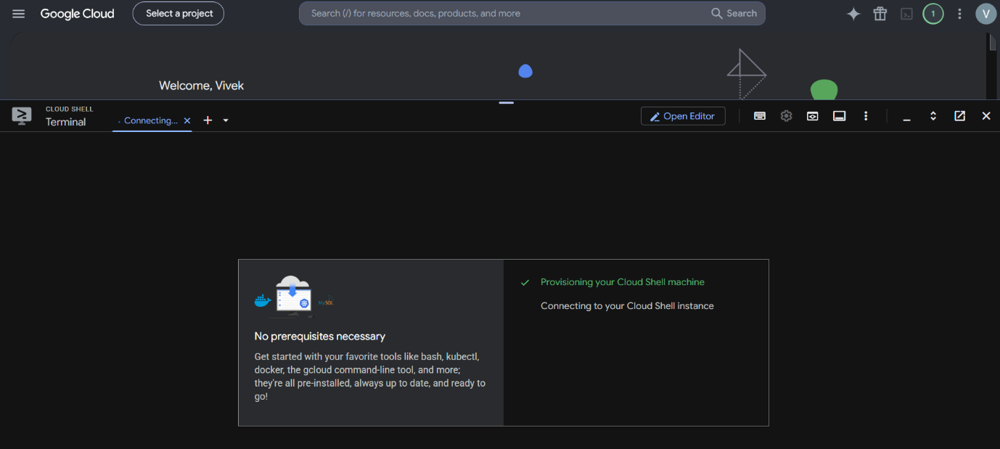 Google Cloud
Select a project
Search (/) for resources, docs, products, and more
Search
1
V
Welcome, Vivek
CLOUD SHELL
Terminal
Connecting...
Open Editor
MySQL
No prerequisites necessary
Get started with your favorite tools like bash, kubectl,
docker, the gcloud command-line tool, and more;
they're all pre-installed, always up to date, and ready to
go!
Provisioning your Cloud Shell machine
Connecting to your Cloud Shell instance